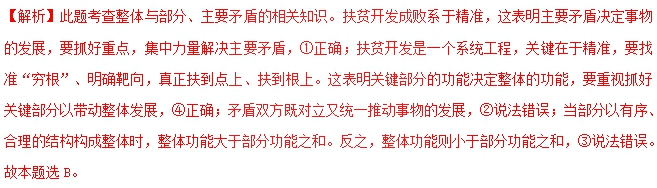 【解析】此题考查整体与部分、主要矛盾的相关知识。扶贫开发成败系于精准，这表明主要矛盾决定事物
的发展，要抓好重点，集中力量解决主要矛盾，①正确；扶贫开发是一个系统工程，关键在于精准，要找
准“穷根”、明确靶向，真正扶到点上、扶到根上。这表明关键部分的功能决定整体的功能，要重视抓好
关键部分以带动整体发展，④正确；矛盾双方既对立又统一推动事物的发展，②说法错误；当部分以有序、
合理的结构构成整体时，整体功能大于部分功能之和。反之，整体功能则小于部分功能之和，③说法错误。
故本题选 B。